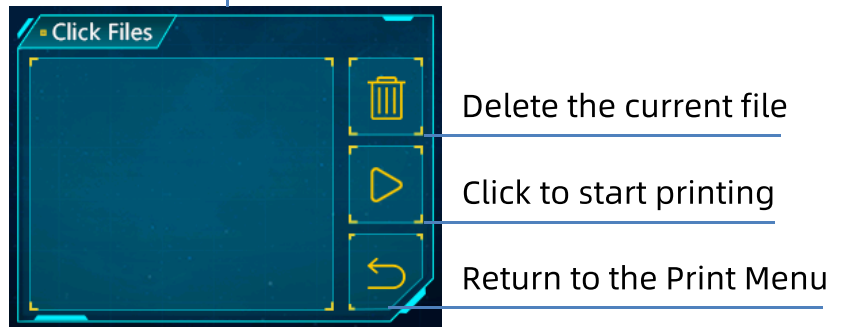 Click Files
Delete the current file
Click to start printing
Return to the Print Menu